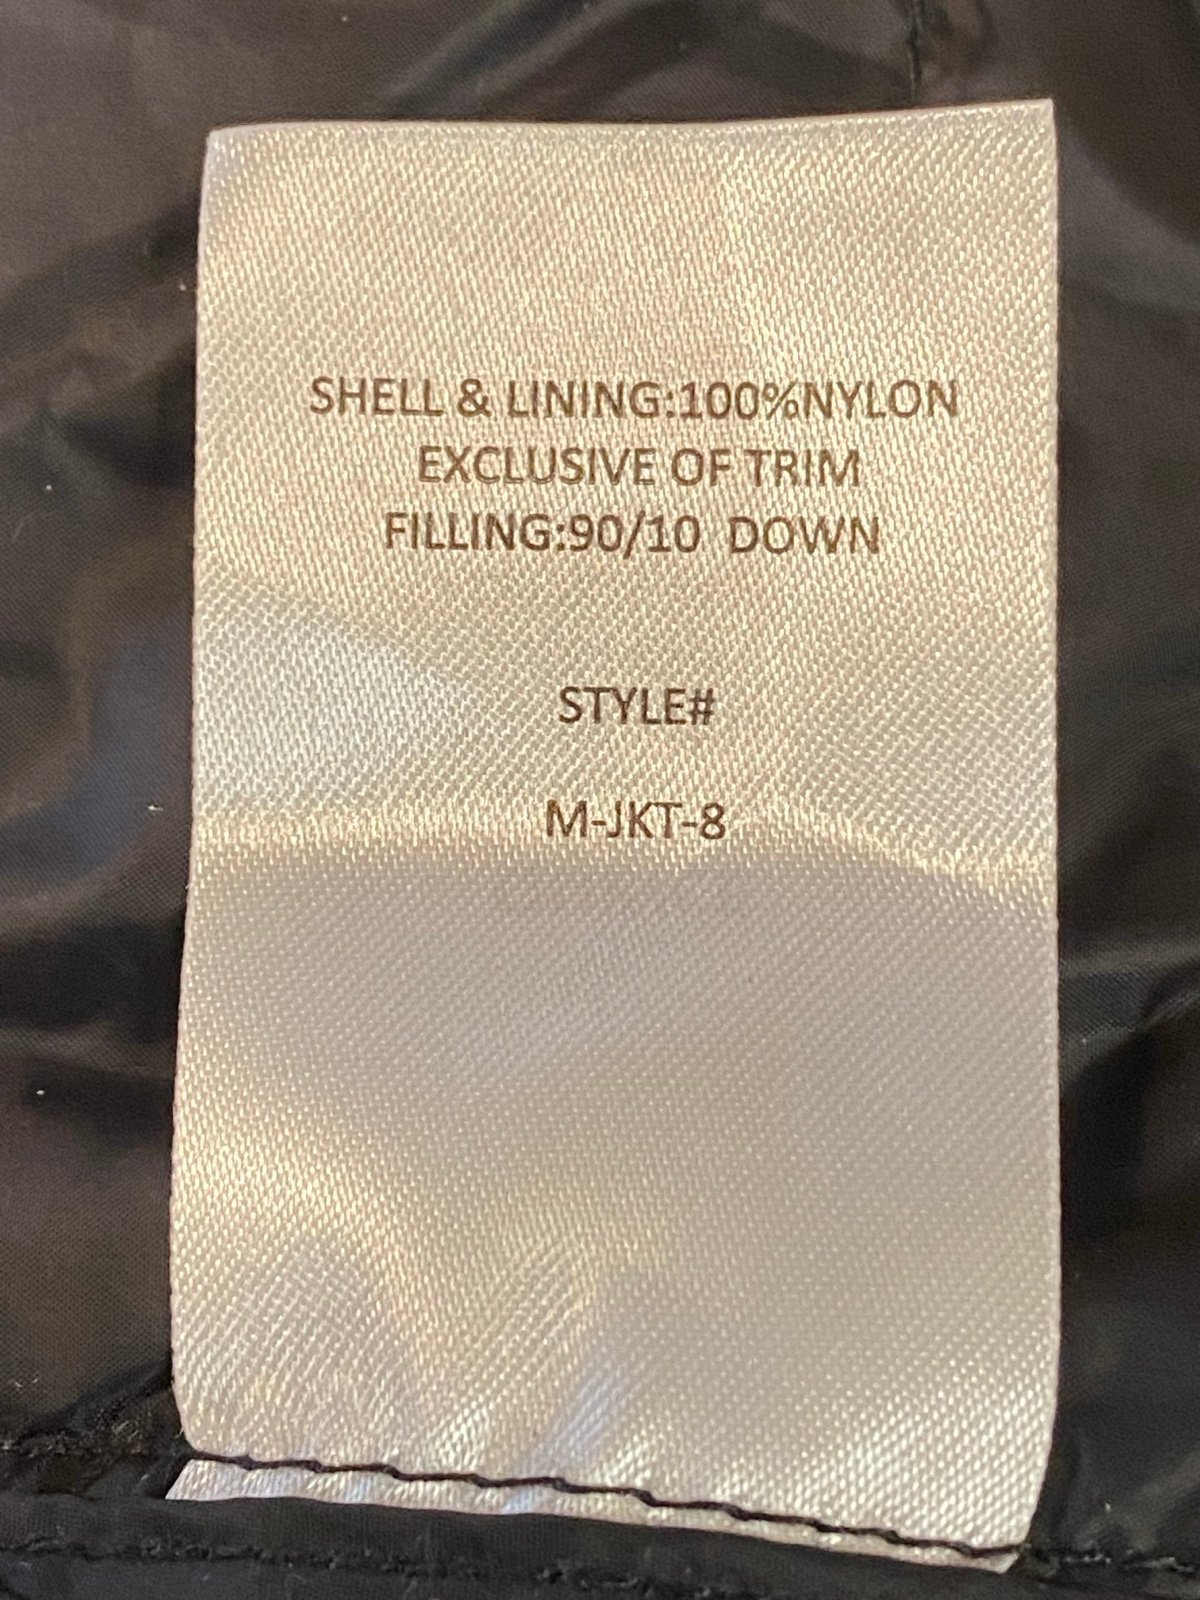 SHELL & LINING:100%NYLON
EXCLUSIVE OF TRIM
FILLING:90/10 DOWN
STYLE#
M-JKT-8